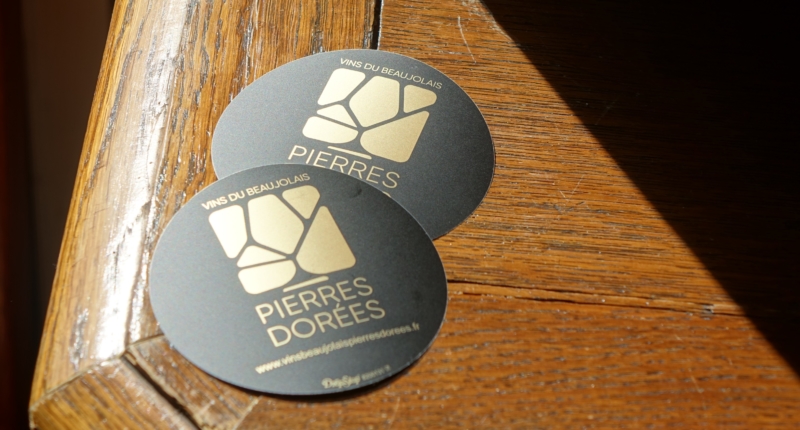 VINS DU BEAUJOLAIS
PIERRES
VINS DU BEAUJOLAIS
PIERRES
DORÉES
www.vinsbeaujolaispierresdorees.fr